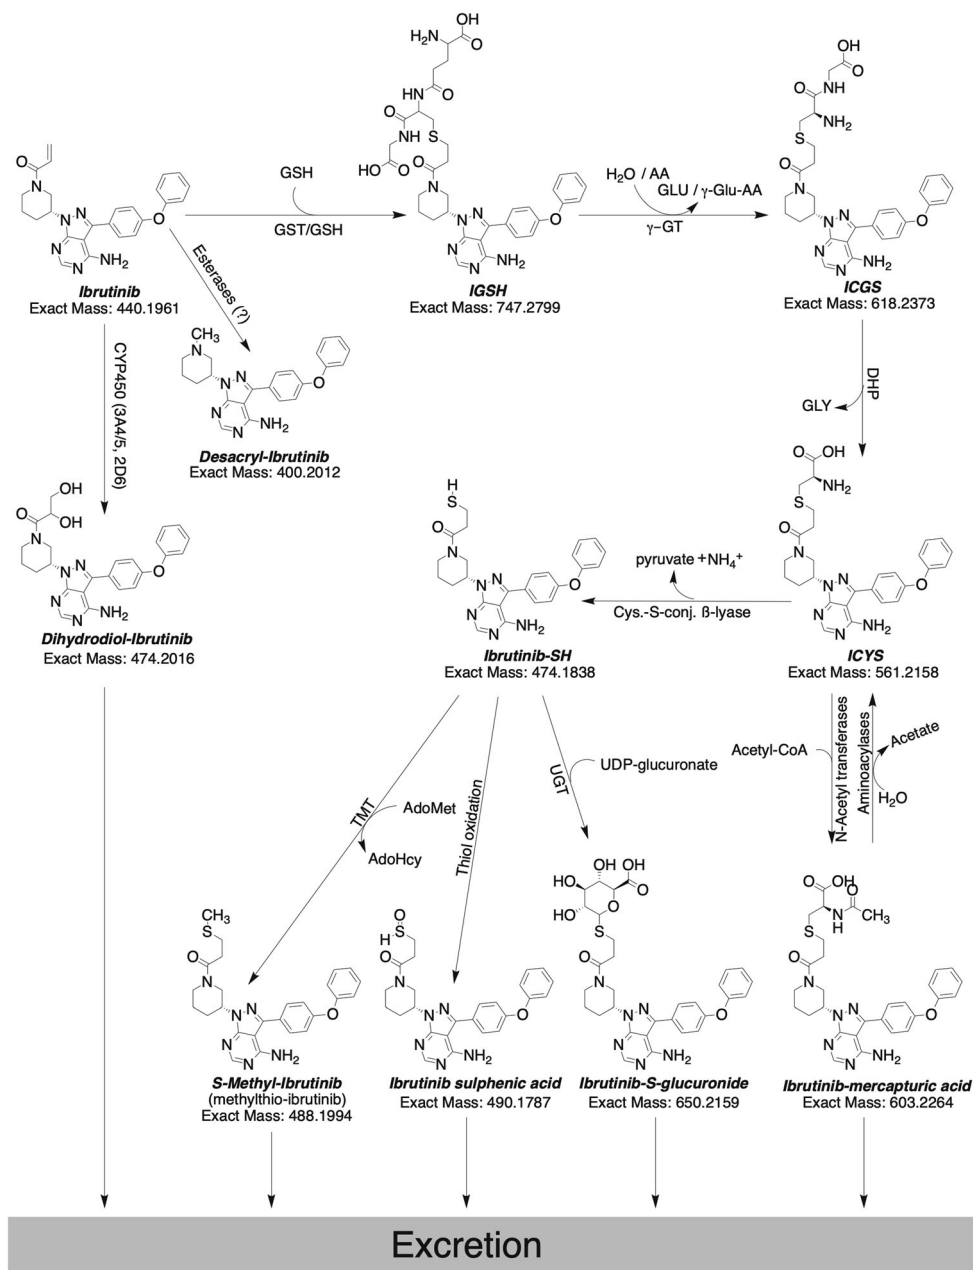 GSH
GST/GSH
H₂O / AA
GLU / γ-Glu-AA
γ-GT
Ibrutinib
Exact Mass: 440.1961
IGSH
Exact Mass: 747.2799
ICGS
Exact Mass: 618.2373
Esterases (?)
CYP450 (3A4/5, 2D6)
Desacryl-Ibrutinib
Exact Mass: 400.2012
DHP
GLY
Dihydrodiol-Ibrutinib
Exact Mass: 474.2016
pyruvate +NH₄⁺
Cys.-S-conj. ß-lyase
Ibrutinib-SH
Exact Mass: 474.1838
ICYS
Exact Mass: 561.2158
TMT
AdoMet
AdoHcy
Thiol oxidation
UGT
UDP-glucuronate
Acetyl-CoA
N-Acetyl transferases
Aminoacylases
Acetate
H₂O
S-Methyl-Ibrutinib
(methylthio-ibrutinib)
Exact Mass: 488.1994
Ibrutinib sulphenic acid
Exact Mass: 490.1787
Ibrutinib-S-glucuronide
Exact Mass: 650.2159
Ibrutinib-mercapturic acid
Exact Mass: 603.2264
Excretion